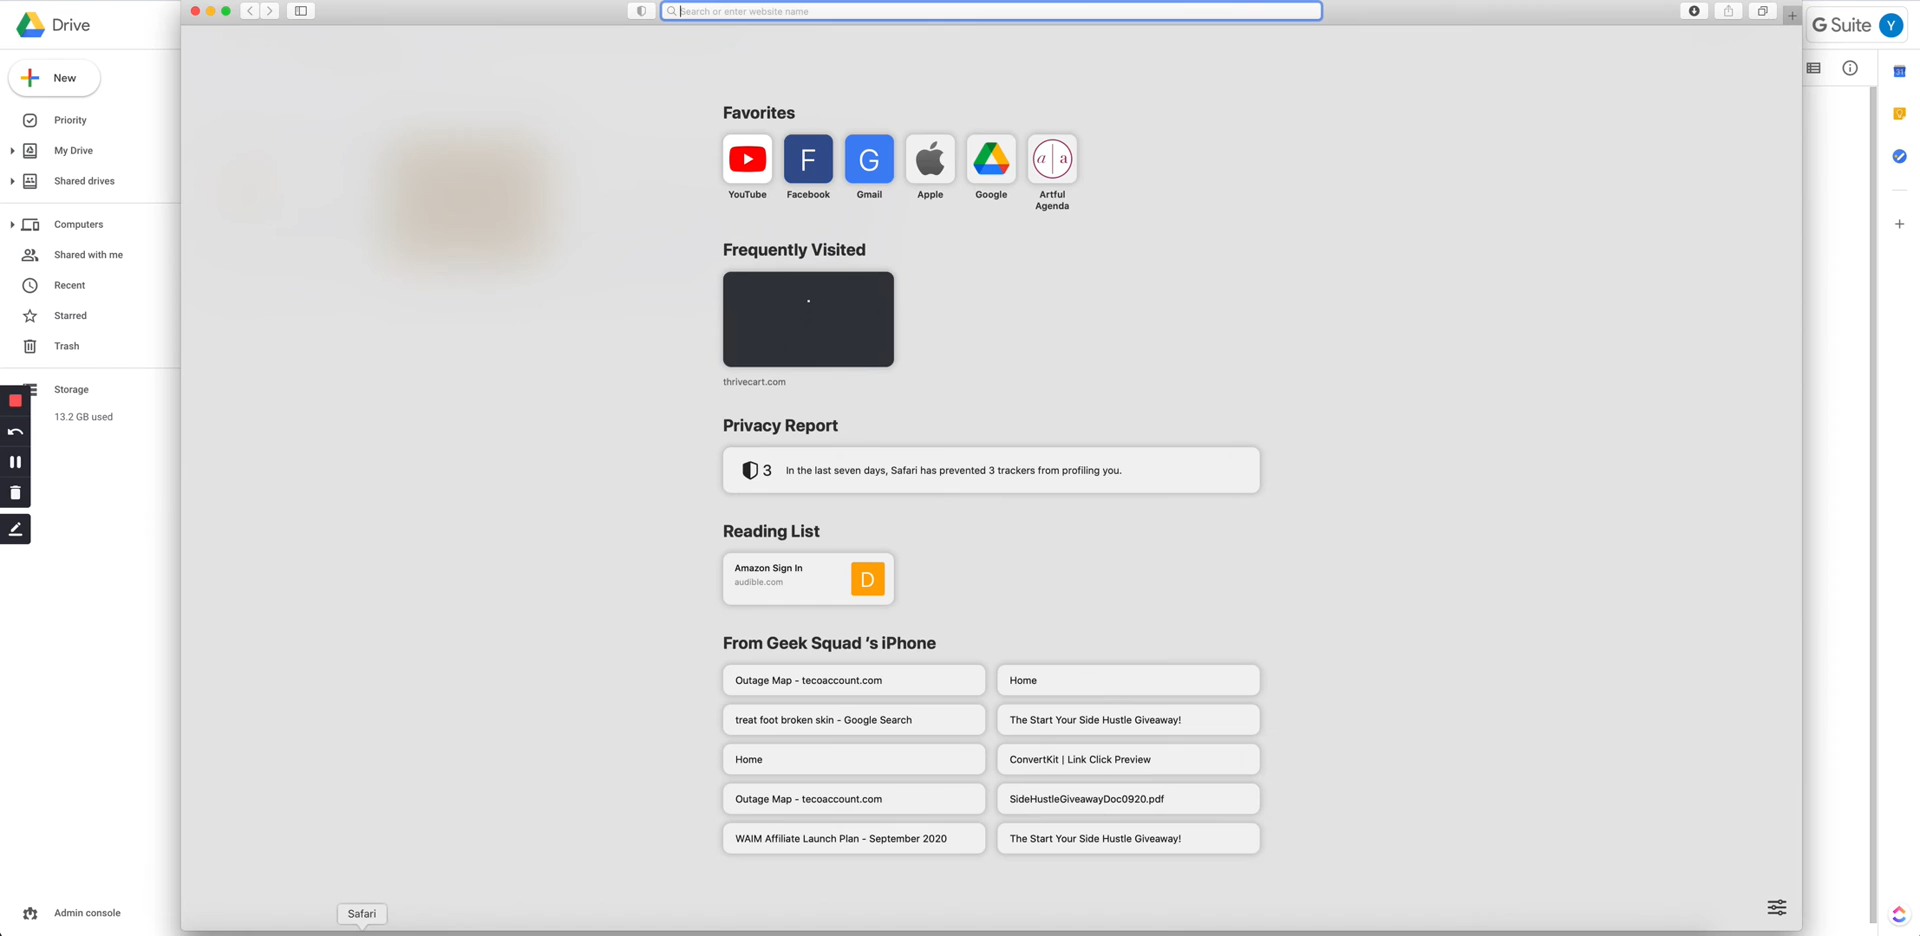 Drive
Search or enter website name
G Suite
Y
New
Priority
My Drive
Shared drives
Computers
Shared with me
Recent
Starred
Trash
Storage
13.2 GB used
Admin console
Favorites
F
G
a a
YouTube
Facebook
Gmail
Apple
Google
Artful
Agenda
Frequently Visited
thrivecart.com
Privacy Report
3
In the last seven days, Safari has prevented 3 trackers from profiling you.
Reading List
Amazon Sign In
audible.com
D
From Geek Squad 's iPhone
Outage Map - tecoaccount.com
Home
treat foot broken skin - Google Search
The Start Your Side Hustle Giveaway!
Home
ConvertKit | Link Click Preview
Outage Map - tecoaccount.com
SideHustleGiveawayDoc0920.pdf
WAIM Affiliate Launch Plan - September 2020
The Start Your Side Hustle Giveaway!
Safari
31